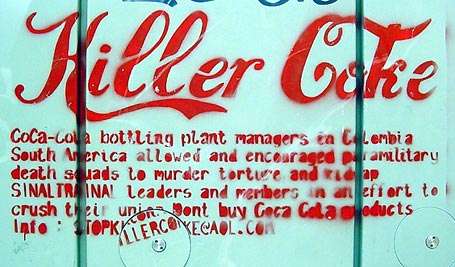 Killer Coke
CoCa-Cola bottling plant managers in Colombia
South America allowed and encouraged paramilitary
death squads to murder torture and kidnap
SINALTRAINAL leaders and members in an effort to
crush their union Dont buy Coca Cola products
Info : STOPKILLERCOKE@AOL.COM